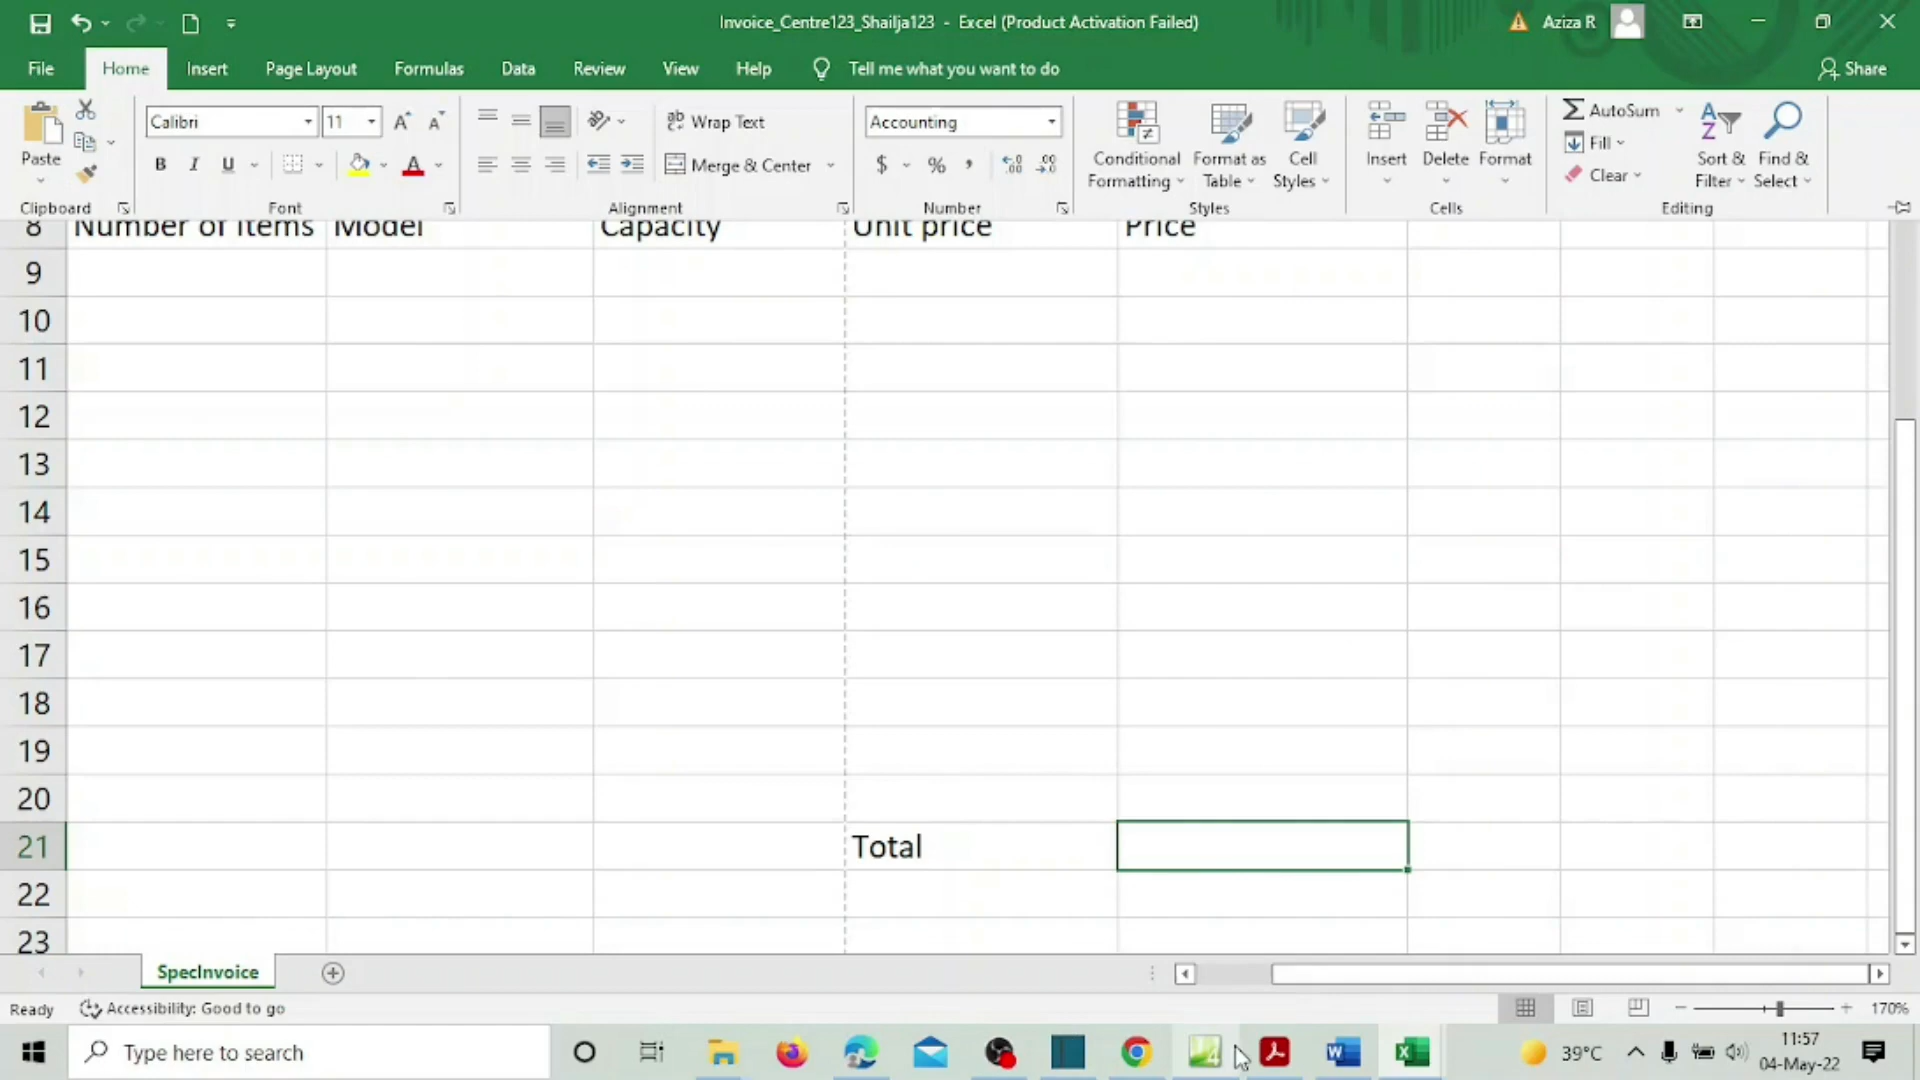 Invoice_Centre123_Shailja123 - Excel (Product Activation Failed)
Aziza R
File Home Insert Page Layout Formulas Data Review View Help Tell me what you want to do Share
Paste
Clipboard
Calibri 11
B I U A
Font
Wrap Text
Merge & Center
Alignment
Accounting
$ % ,
Number
Conditional Formatting
Format as Table
Cell Styles
Styles
Insert Delete Format
Cells
AutoSum
Fill
Clear
Sort & Filter
Find & Select
Editing
8 Number of items Model Capacity Unit price Price
9
10
11
12
13
14
15
16
17
18
19
20
21 Total
22
23
SpecInvoice
Ready Accessibility: Good to go 170%
Type here to search
39°C
11:57
04-May-22